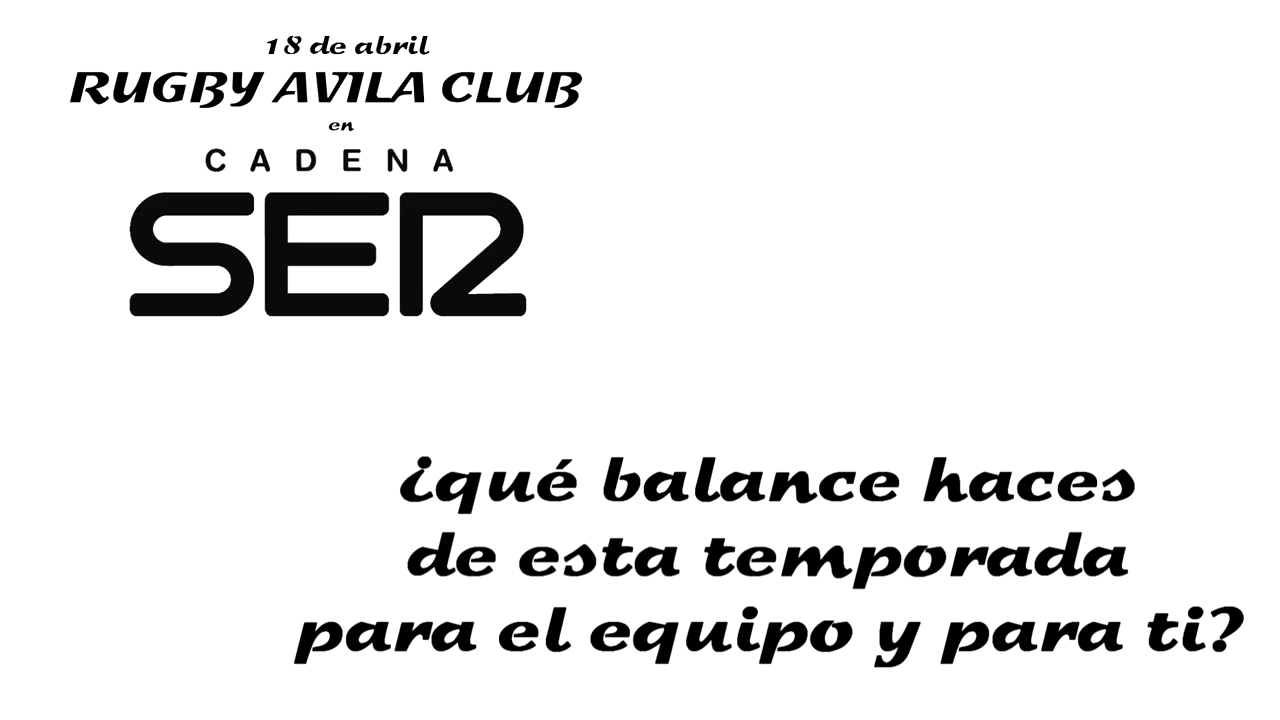 18 de abril
RUGBY AVILA CLUB
en
CADENA
SER
¿qué balance haces
de esta temporada
para el equipo y para ti?